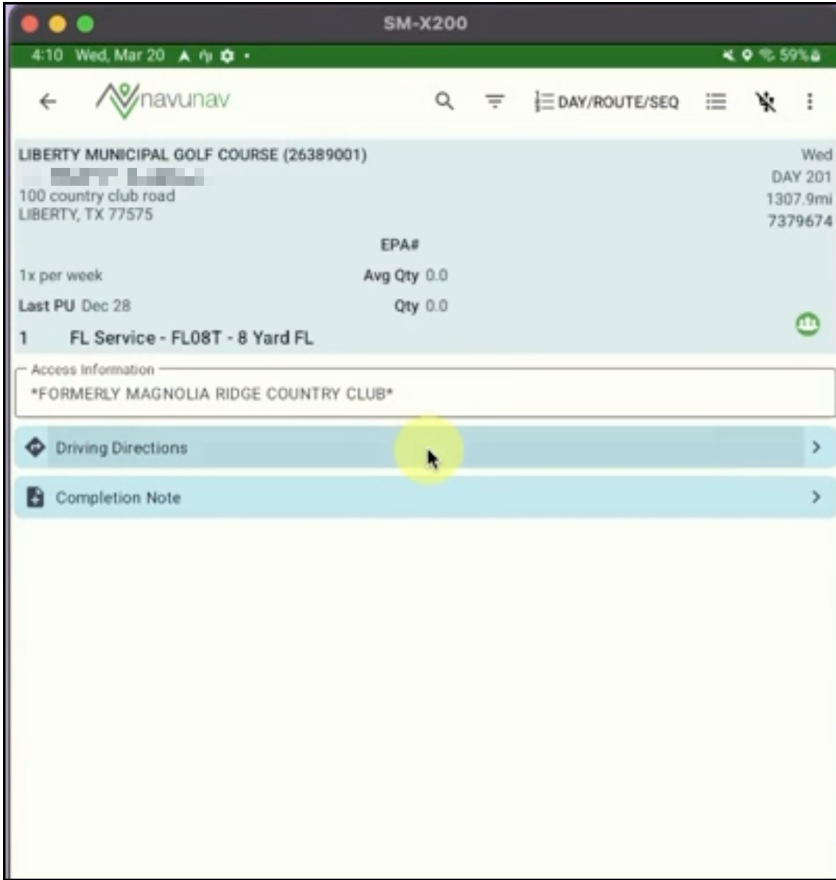 SM-X200
4:10 Wed, Mar 20 59%
navunav
DAY/ROUTE/SEQ
LIBERTY MUNICIPAL GOLF COURSE (26389001)
Wed
DAY 201
100 country club road
1307.9mi
LIBERTY, TX 77575
7379674
EPA#
1x per week
Avg Qty 0.0
Last PU Dec 28
Qty 0.0
1 FL Service - FL08T - 8 Yard FL
Access Information
*FORMERLY MAGNOLIA RIDGE COUNTRY CLUB*
Driving Directions
Completion Note